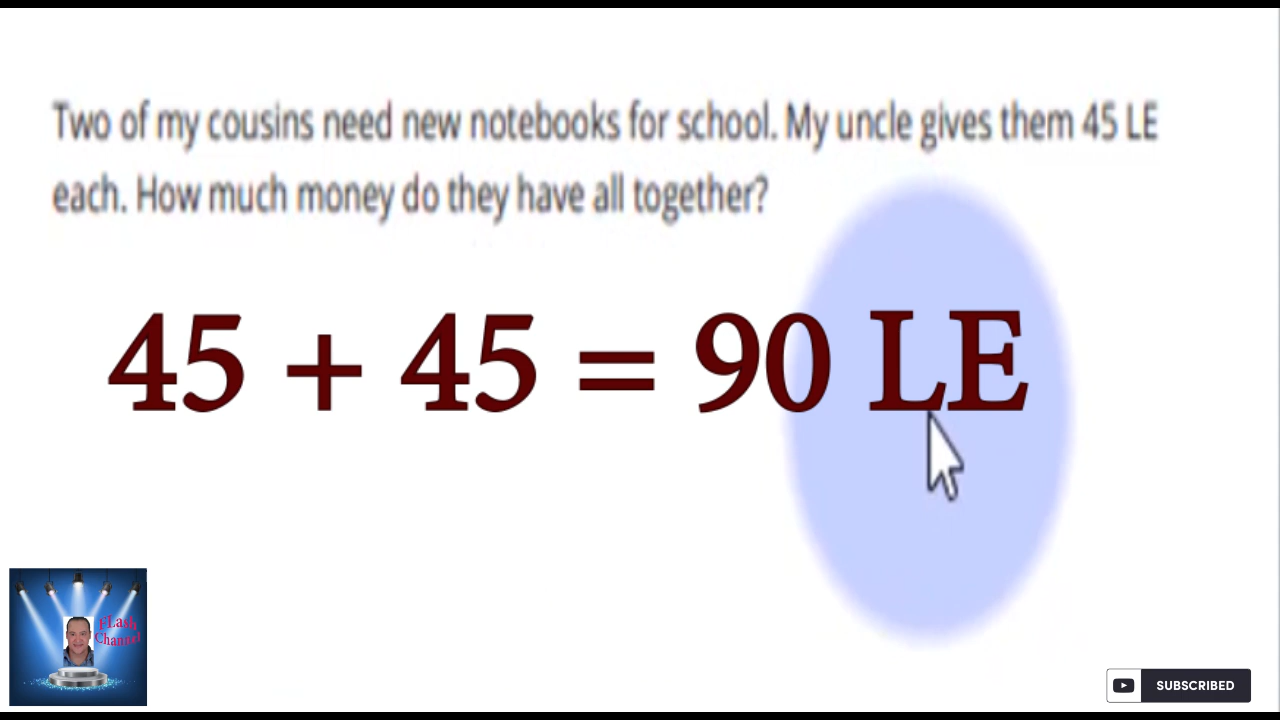 Two of my cousins need new notebooks for school. My uncle gives them 45 LE
each. How much money do they have all together?
45 + 45 = 90 LE
FLash
Channel
SUBSCRIBED